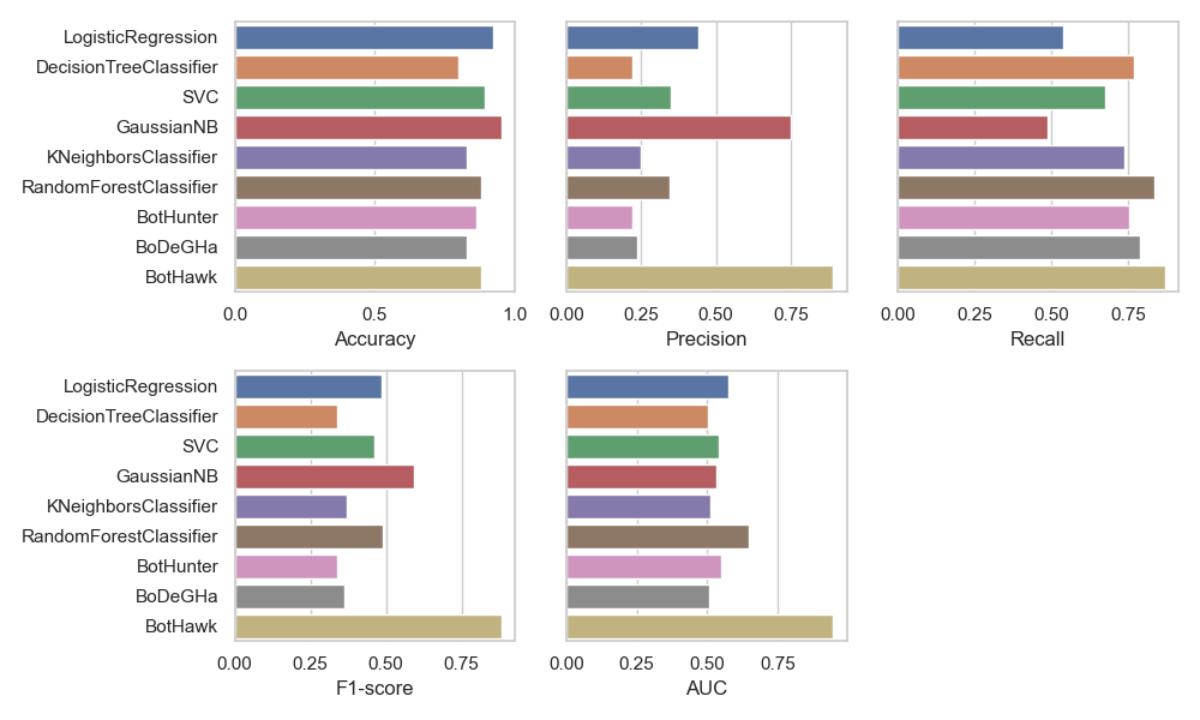 LogisticRegression
DecisionTreeClassifier
SVC
GaussianNB
KNeighborsClassifier
RandomForestClassifier
BotHunter
BoDeGHa
BotHawk
0.0 0.5 1.0 0.00 0.25 0.50 0.75 0.00 0.25 0.50 0.75
Accuracy Precision Recall
LogisticRegression
DecisionTreeClassifier
SVC
GaussianNB
KNeighborsClassifier
RandomForestClassifier
BotHunter
BoDeGHa
BotHawk
0.00 0.25 0.50 0.75 0.00 0.25 0.50 0.75
F1-score AUC